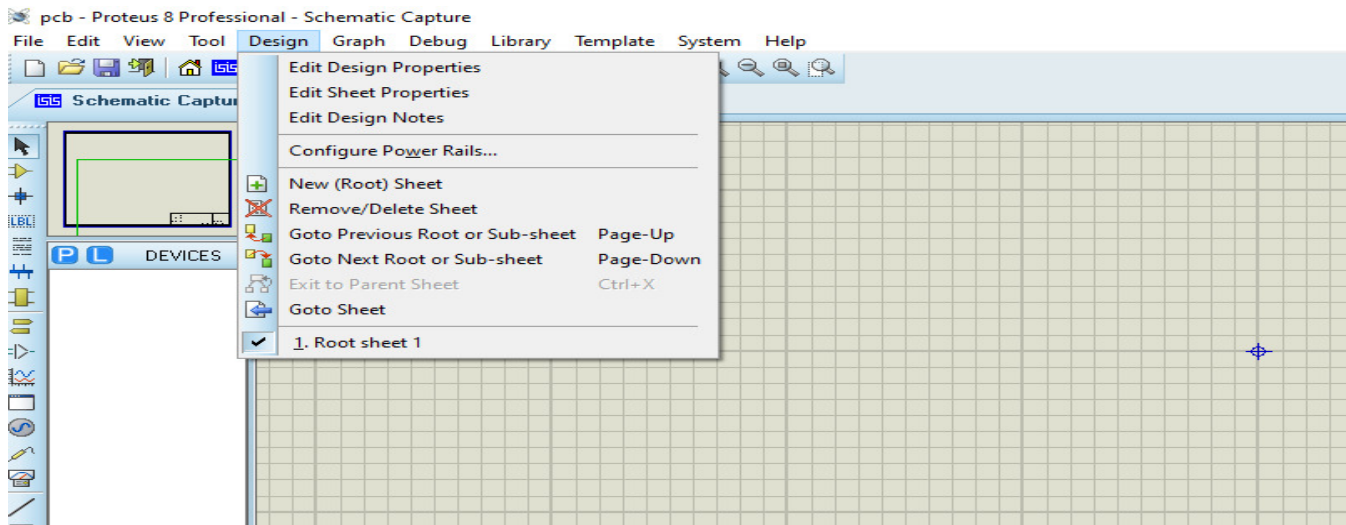 pcb - Proteus 8 Professional - Schematic Capture
File Edit View Tool Design Graph Debug Library Template System Help
isis
Schematic Captu
Edit Design Properties
Edit Sheet Properties
Edit Design Notes
Configure Power Rails...
New (Root) Sheet
Remove/Delete Sheet
Goto Previous Root or Sub-sheet Page-Up
Goto Next Root or Sub-sheet Page-Down
Exit to Parent Sheet Ctrl+X
Goto Sheet
1. Root sheet 1
LBL
P L DEVICES